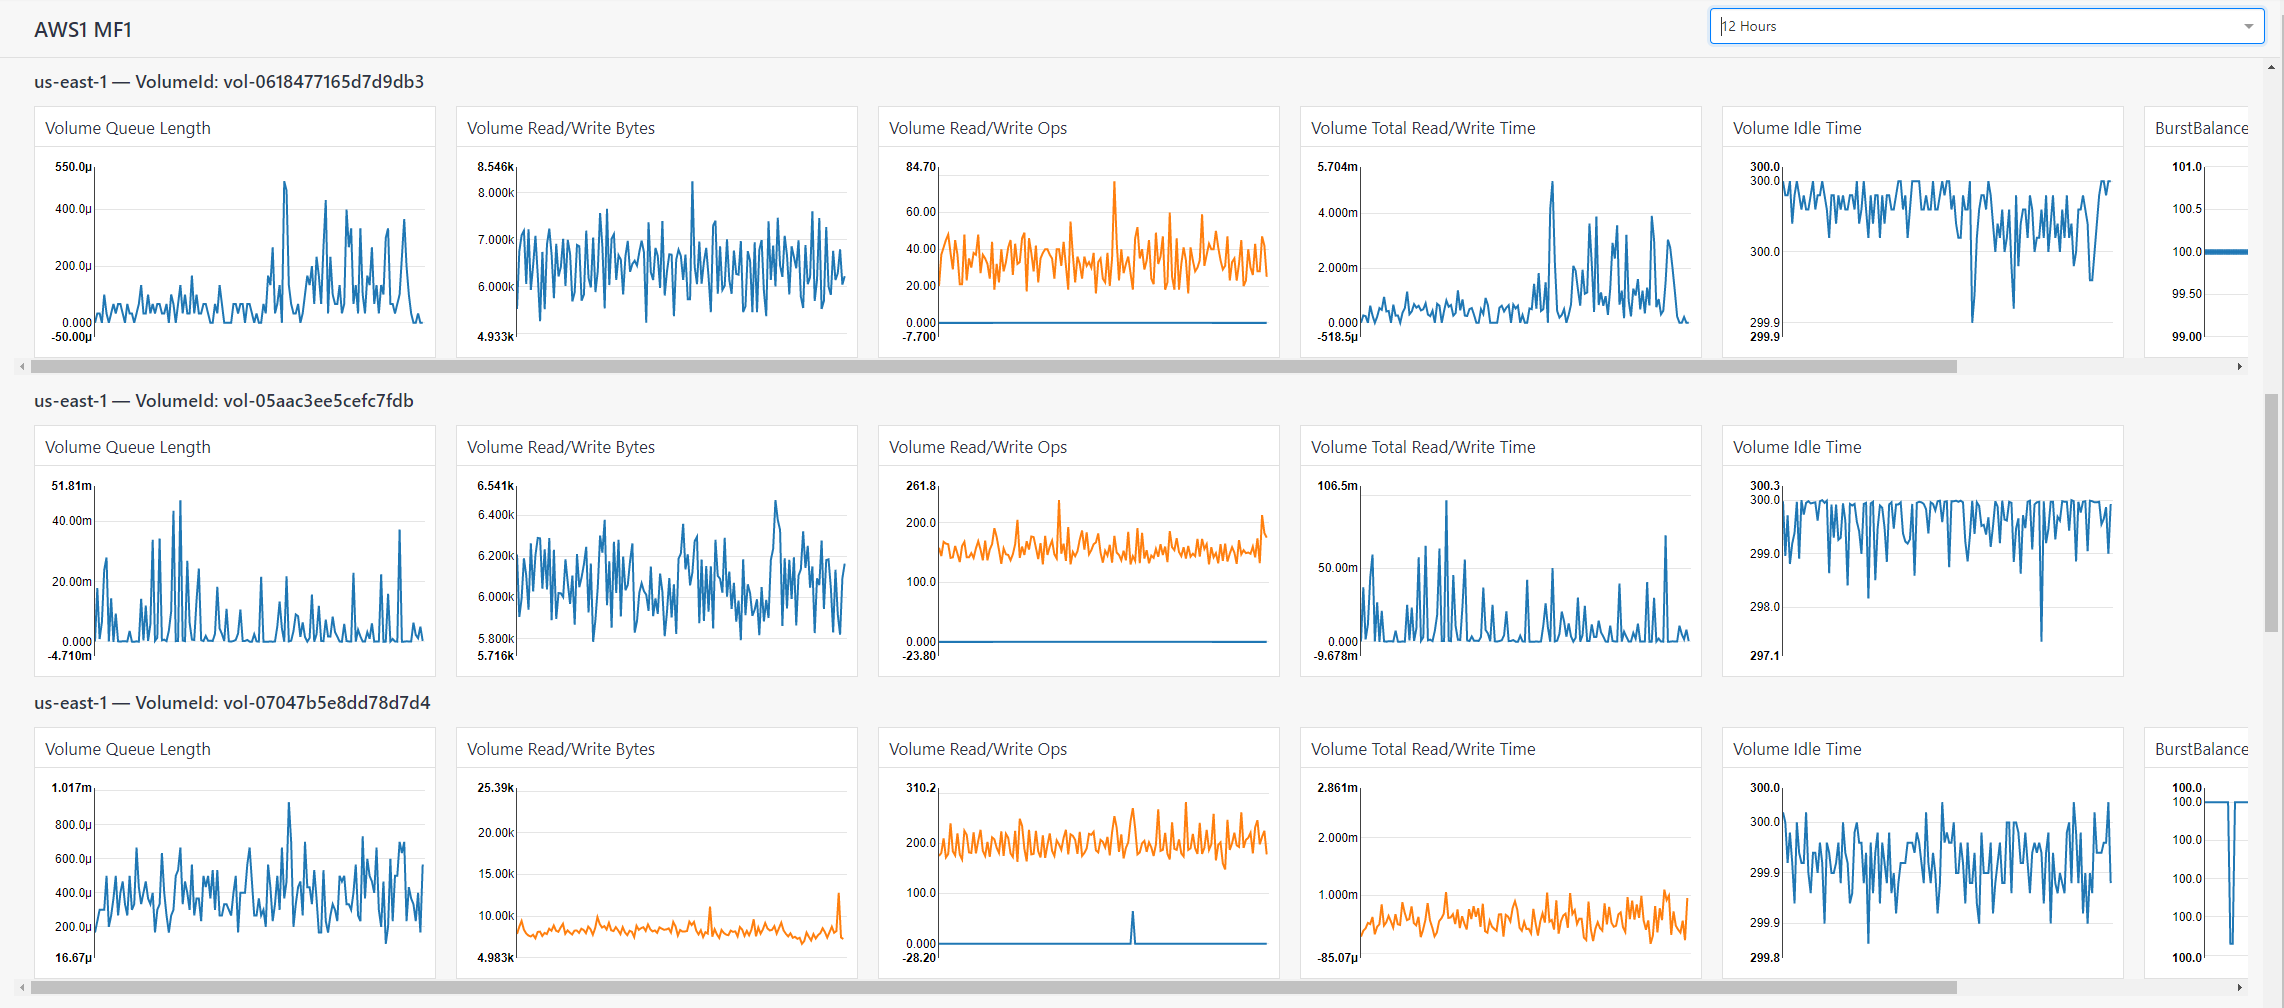 AWS1 MF1
12 Hours
us-east-1 — VolumeId: vol-0618477165d7d9db3
Volume Queue Length
550.0µ
400.0µ
200.0µ
0.000
-50.00µ
Volume Read/Write Bytes
8.546k
8.000k
7.000k
6.000k
4.933k
Volume Read/Write Ops
84.70
60.00
40.00
20.00
0.000
-7.700
Volume Total Read/Write Time
5.704m
4.000m
2.000m
0.000
-518.5µ
Volume Idle Time
300.0
300.0
300.0
299.9
299.9
BurstBalance
101.0
100.5
100.0
99.50
99.00
us-east-1 — VolumeId: vol-05aac3ee5cefc7fdb
Volume Queue Length
51.81m
40.00m
20.00m
0.000
-4.710m
Volume Read/Write Bytes
6.541k
6.400k
6.200k
6.000k
5.800k
5.716k
Volume Read/Write Ops
261.8
200.0
100.0
0.000
-23.80
Volume Total Read/Write Time
106.5m
50.00m
0.000
-9.678m
Volume Idle Time
300.3
300.0
299.0
298.0
297.1
us-east-1 — VolumeId: vol-07047b5e8dd78d7d4
Volume Queue Length
1.017m
800.0µ
600.0µ
400.0µ
200.0µ
16.67µ
Volume Read/Write Bytes
25.39k
20.00k
15.00k
10.00k
4.983k
Volume Read/Write Ops
310.2
200.0
100.0
0.000
-28.20
Volume Total Read/Write Time
2.861m
2.000m
1.000m
-85.07µ
Volume Idle Time
300.0
300.0
299.9
299.9
299.8
BurstBalance
100.0
100.0
100.0
100.0
100.0
100.0